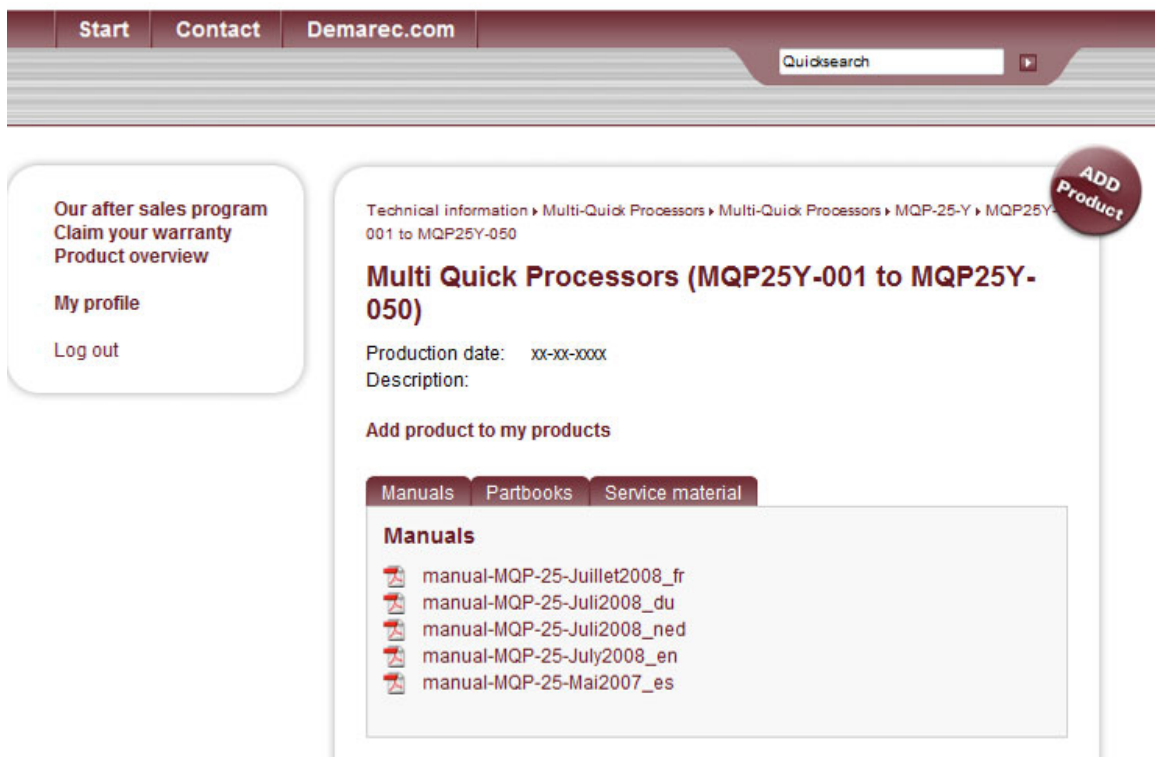 Start Contact Demarec.com
Quicksearch
ADD
Product
Our after sales program
Claim your warranty
Product overview
My profile
Log out
Technical information ▸ Multi-Quick Processors ▸ Multi-Quick Processors ▸ MQP-25-Y ▸ MQP25Y-
001 to MQP25Y-050
Multi Quick Processors (MQP25Y-001 to MQP25Y-
050)
Production date: xx-xx-xxxx
Description:
Add product to my products
Manuals Partbooks Service material
Manuals
manual-MQP-25-Juillet2008_fr
manual-MQP-25-Juli2008_du
manual-MQP-25-Juli2008_ned
manual-MQP-25-July2008_en
manual-MQP-25-Mai2007_es